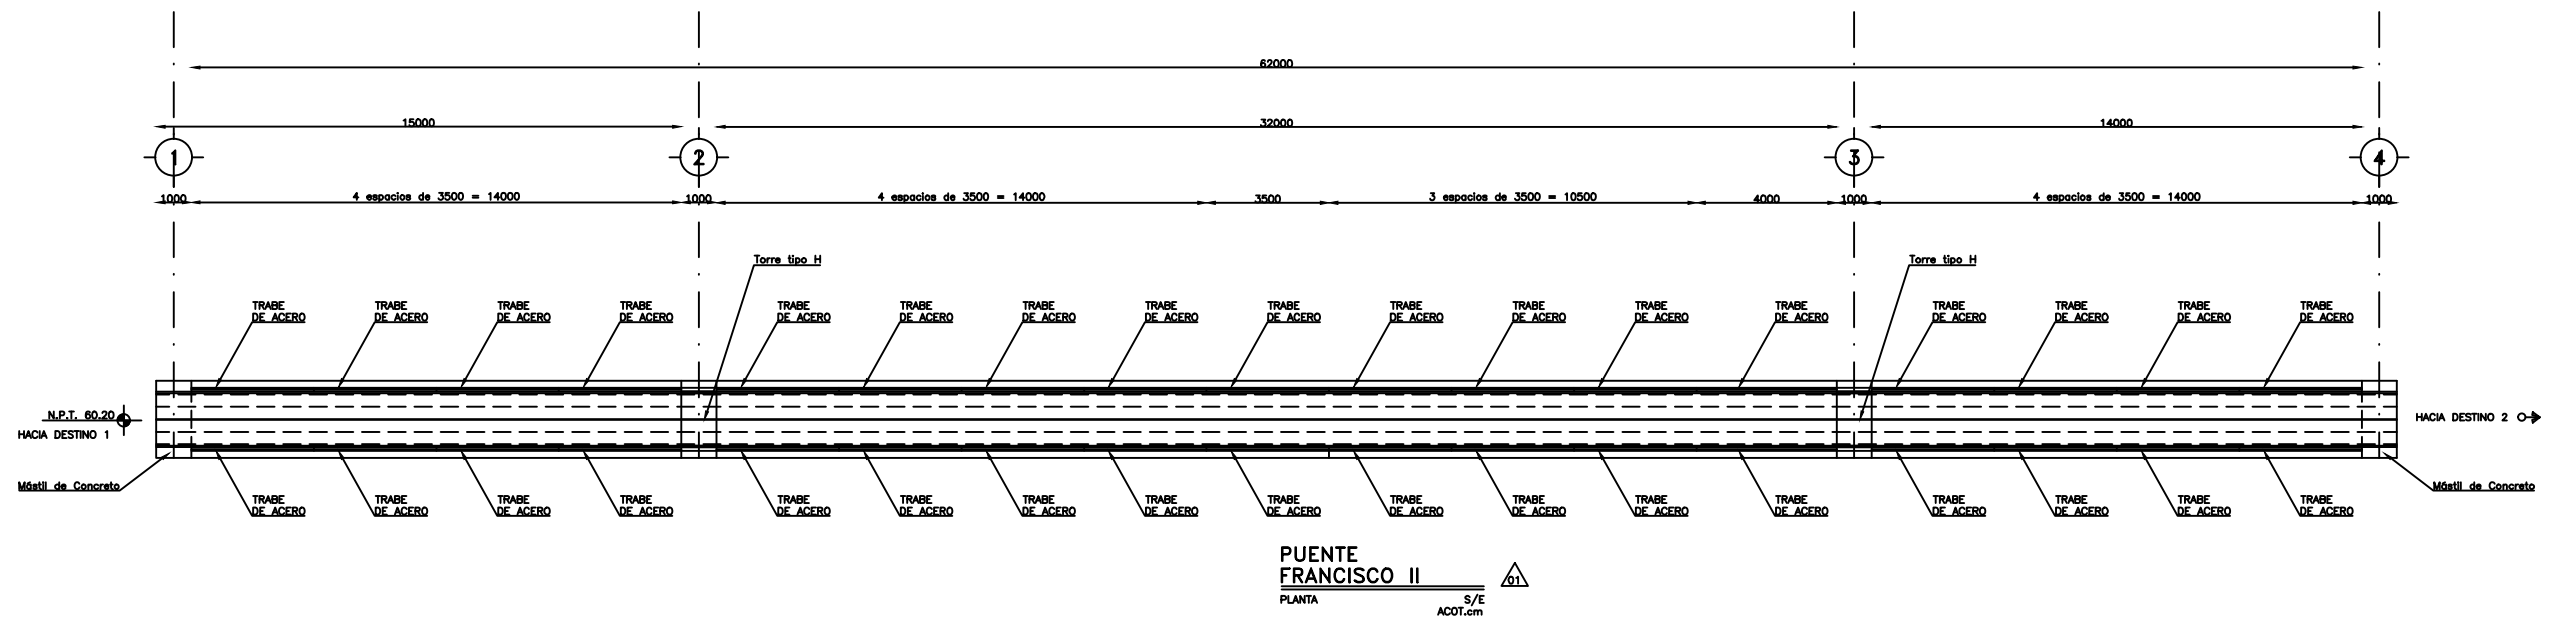 62000
15000
32000
14000
1
2
3
4
1000
4 espacios de 3500 = 14000
1000
4 espacios de 3500 = 14000
3500
3 espacios de 3500 = 10500
4000
1000
4 espacios de 3500 = 14000
1000
Torre tipo H
Torre tipo H
TRABE
DE ACERO
TRABE
DE ACERO
TRABE
DE ACERO
TRABE
DE ACERO
TRABE
DE ACERO
TRABE
DE ACERO
TRABE
DE ACERO
TRABE
DE ACERO
TRABE
DE ACERO
TRABE
DE ACERO
TRABE
DE ACERO
TRABE
DE ACERO
TRABE
DE ACERO
TRABE
DE ACERO
TRABE
DE ACERO
TRABE
DE ACERO
TRABE
DE ACERO
N.P.T. 60.20
HACIA DESTINO 1
HACIA DESTINO 2
Mástil de Concreto
Mástil de Concreto
TRABE
DE ACERO
TRABE
DE ACERO
TRABE
DE ACERO
TRABE
DE ACERO
TRABE
DE ACERO
TRABE
DE ACERO
TRABE
DE ACERO
TRABE
DE ACERO
TRABE
DE ACERO
TRABE
DE ACERO
TRABE
DE ACERO
TRABE
DE ACERO
TRABE
DE ACERO
TRABE
DE ACERO
TRABE
DE ACERO
TRABE
DE ACERO
TRABE
DE ACERO
PUENTE
FRANCISCO II
01
PLANTA
S/E
ACOT.cm